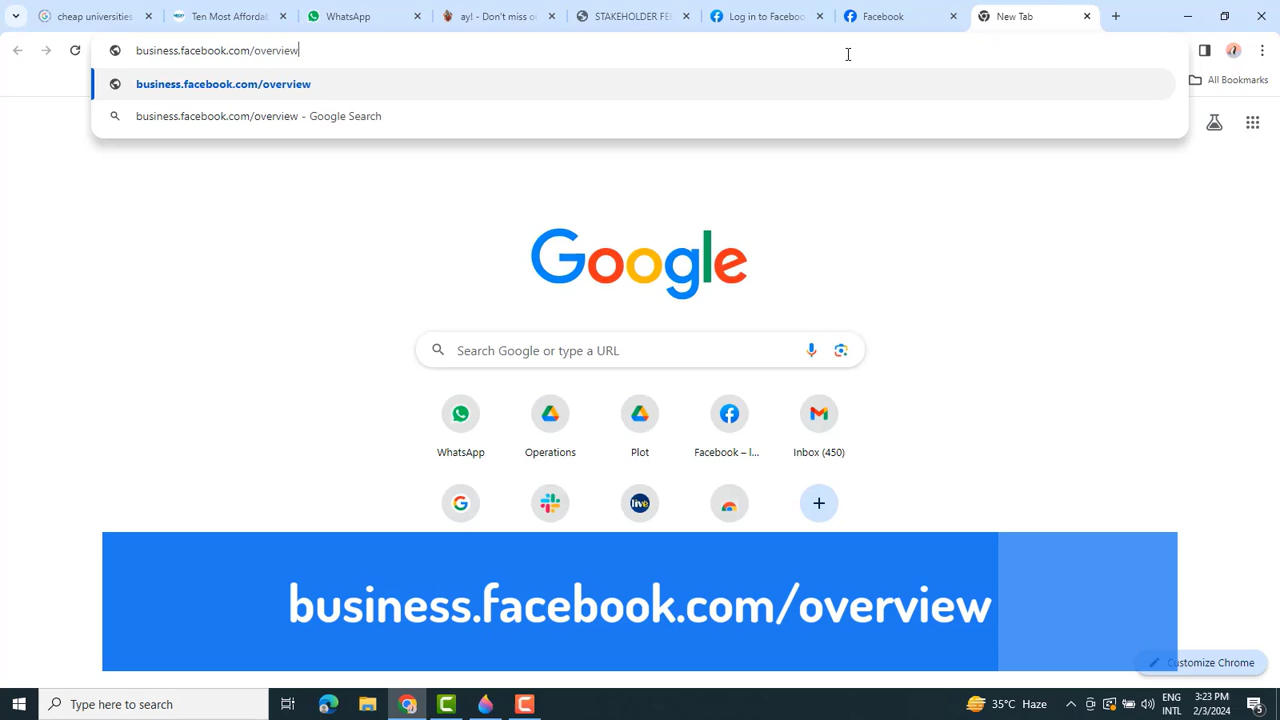 cheap universities
Ten Most Affordab
WhatsApp
ay! - Don't miss o
STAKEHOLDER FEE
Log in to Faceboo
Facebook
New Tab
business.facebook.com/overview
All Bookmarks
business.facebook.com/overview
business.facebook.com/overview - Google Search
Google
Search Google or type a URL
WhatsApp
Operations
Plot
Facebook – l...
Inbox (450)
live
business.facebook.com/overview
Customize Chrome
Type here to search
35°C Haze
ENG
INTL
3:23 PM
2/3/2024
5